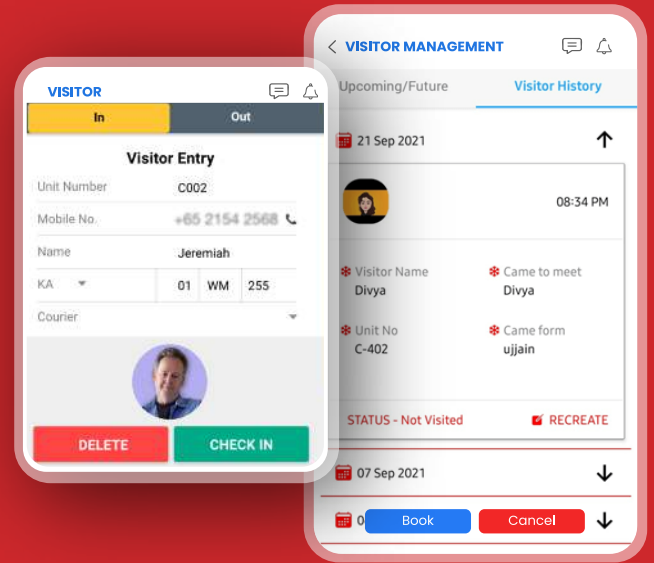 VISITOR
In Out
Visitor Entry
Unit Number C002
Mobile No. +65 2154 2568
Name Jeremiah
KA 01 WM 255
Courier
DELETE CHECK IN
VISITOR MANAGEMENT
Upcoming/Future Visitor History
21 Sep 2021
08:34 PM
Visitor Name Came to meet
Divya Divya
Unit No Came form
C-402 ujjain
STATUS - Not Visited RECREATE
07 Sep 2021
0
Book Cancel